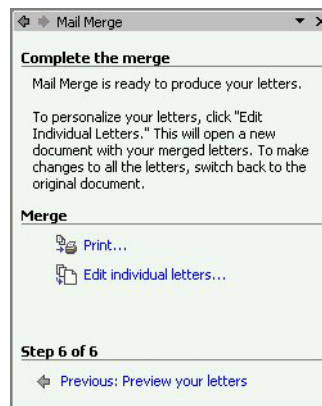 Mail Merge
Complete the merge
Mail Merge is ready to produce your letters.
To personalize your letters, click "Edit
Individual Letters." This will open a new
document with your merged letters. To make
changes to all the letters, switch back to the
original document.
Merge
Print...
Edit individual letters...
Step 6 of 6
Previous: Preview your letters